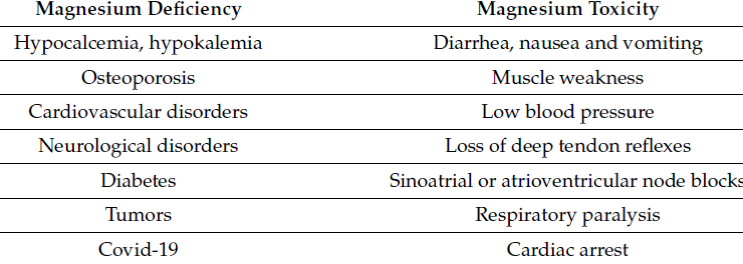 Magnesium Deficiency Magnesium Toxicity
Hypocalcemia, hypokalemia Diarrhea, nausea and vomiting
Osteoporosis Muscle weakness
Cardiovascular disorders Low blood pressure
Neurological disorders Loss of deep tendon reflexes
Diabetes Sinoatrial or atrioventricular node blocks
Tumors Respiratory paralysis
Covid-19 Cardiac arrest